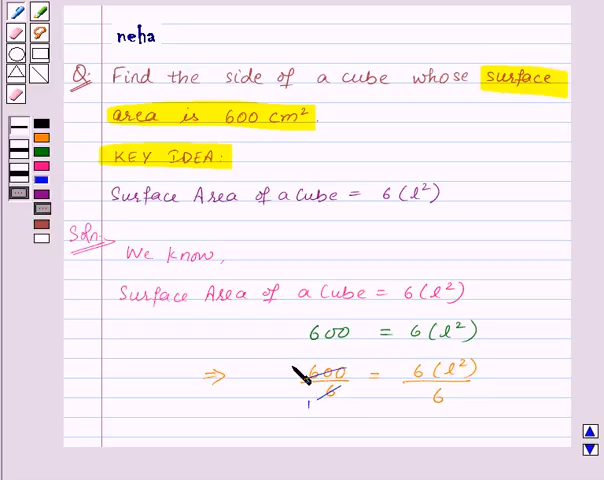 neha
Q: Find the side of a cube whose surface
area is 600 cm².
KEY IDEA:
Surface Area of a Cube = 6(l²)
Soln:
We know,
Surface Area of a Cube = 6(l²)
600 = 6(l²)
⇒ 600/6 = 6(l²)/6
1